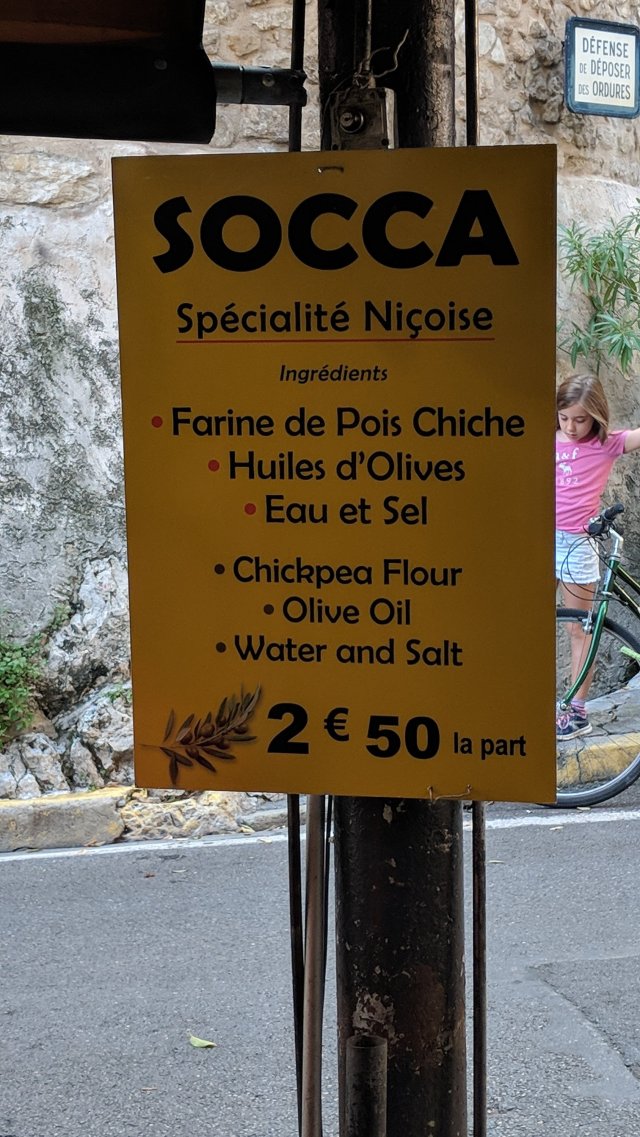 DÉFENSE
DE DÉPOSER
DES ORDURES
SOCCA
Spécialité Niçoise
Ingrédients
• Farine de Pois Chiche
• Huiles d'Olives
• Eau et Sel
• Chickpea Flour
• Olive Oil
• Water and Salt
2 € 50 la part
& f
892